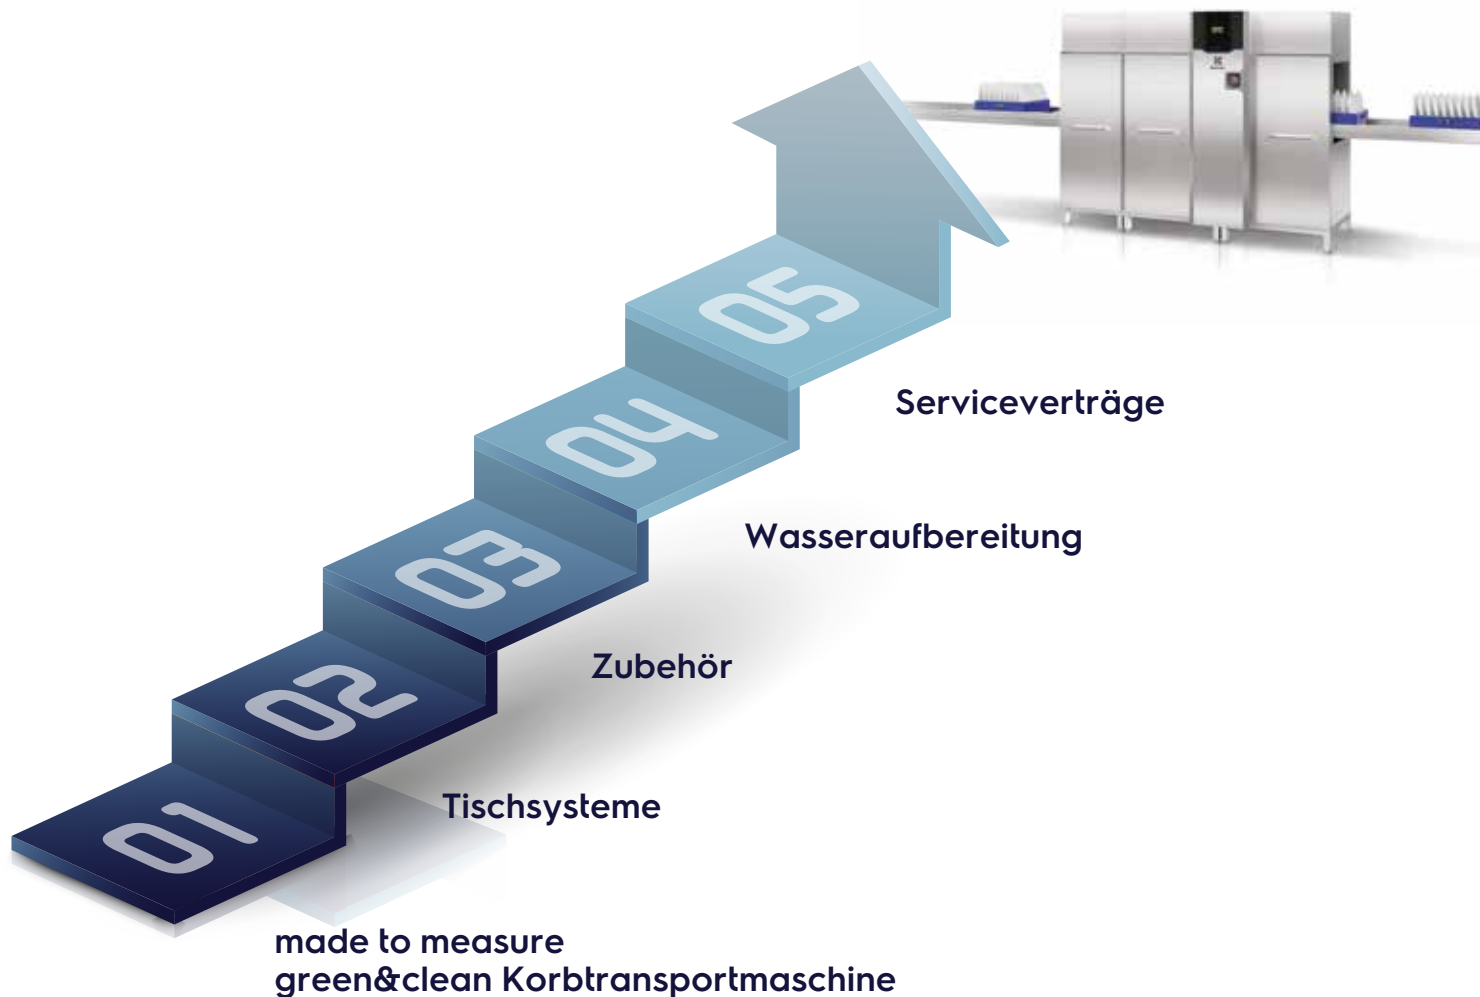 05
Serviceverträge
04
Wasseraufbereitung
03
Zubehör
02
Tischsysteme
01
made to measure
green&clean Korbtransportmaschine